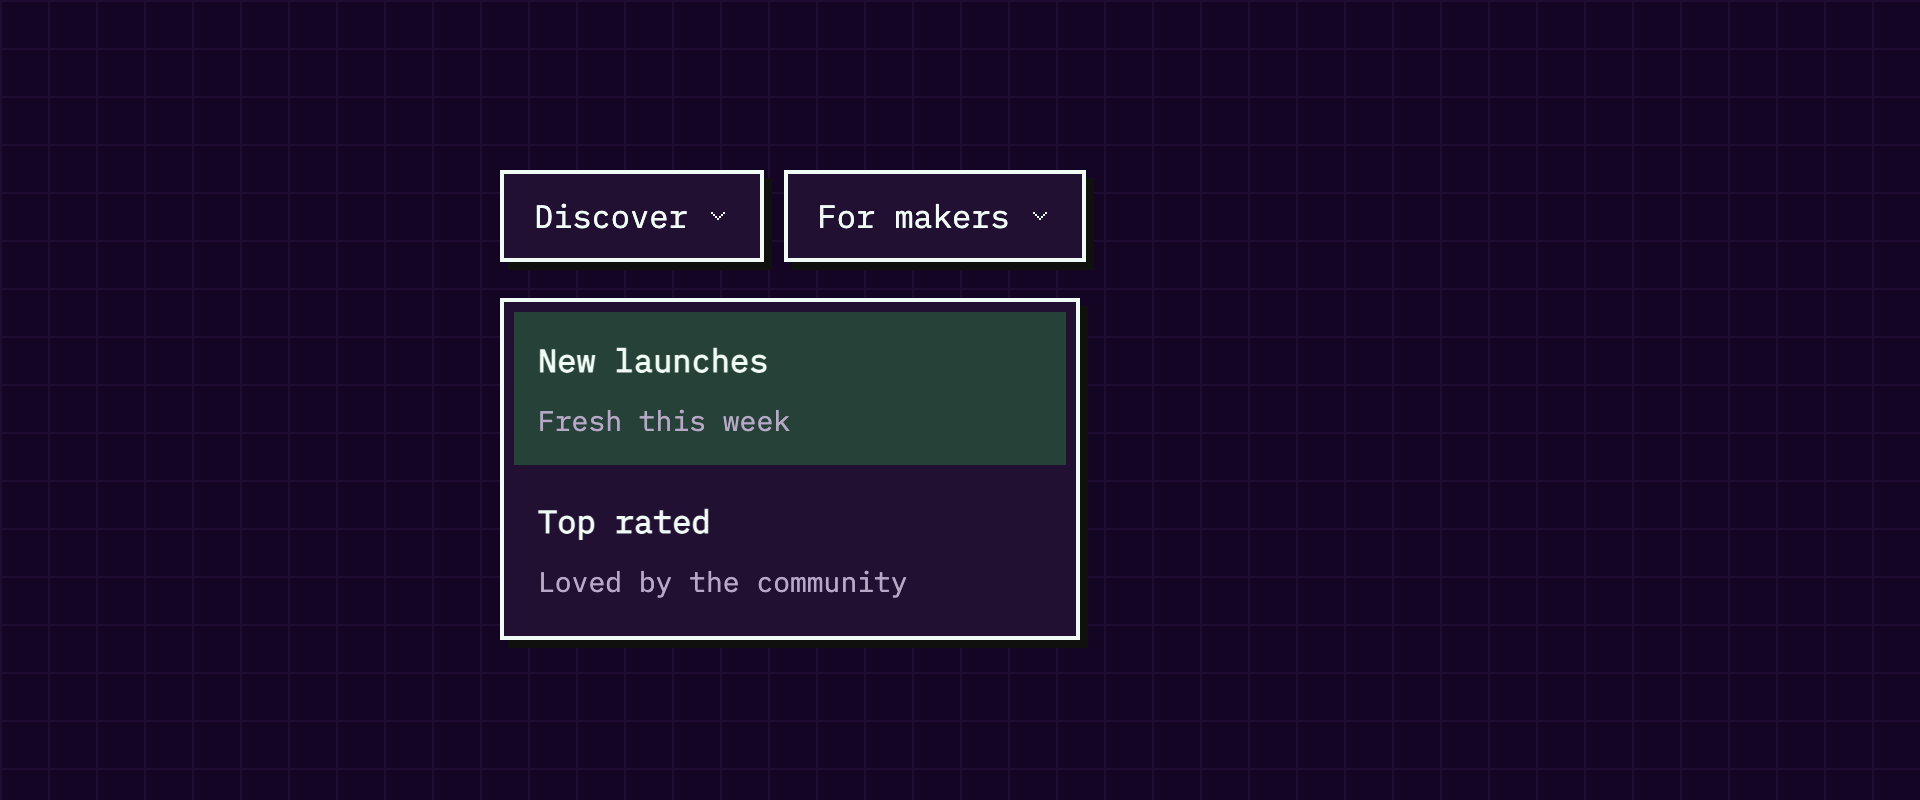 Discover
For makers
New launches
Fresh this week
Top rated
Loved by the community